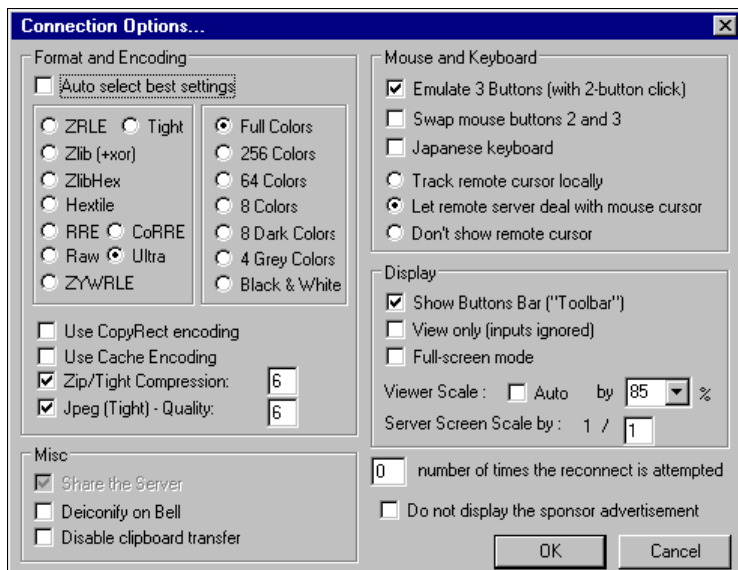 Connection Options...
Format and Encoding
Auto select best settings
ZRLE Tight
Zlib (+xor)
ZlibHex
Hextile
RRE CoRRE
Raw Ultra
ZYWRLE
Full Colors
256 Colors
64 Colors
8 Colors
8 Dark Colors
4 Grey Colors
Black & White
Use CopyRect encoding
Use Cache Encoding
Zip/Tight Compression: 6
Jpeg (Tight) - Quality: 6
Misc
Share the Server
Deiconify on Bell
Disable clipboard transfer
Mouse and Keyboard
Emulate 3 Buttons (with 2-button click)
Swap mouse buttons 2 and 3
Japanese keyboard
Track remote cursor locally
Let remote server deal with mouse cursor
Don't show remote cursor
Display
Show Buttons Bar ("Toolbar")
View only (inputs ignored)
Full-screen mode
Viewer Scale : Auto by 85 %
Server Screen Scale by : 1 / 1
0 number of times the reconnect is attempted
Do not display the sponsor advertisement
OK Cancel